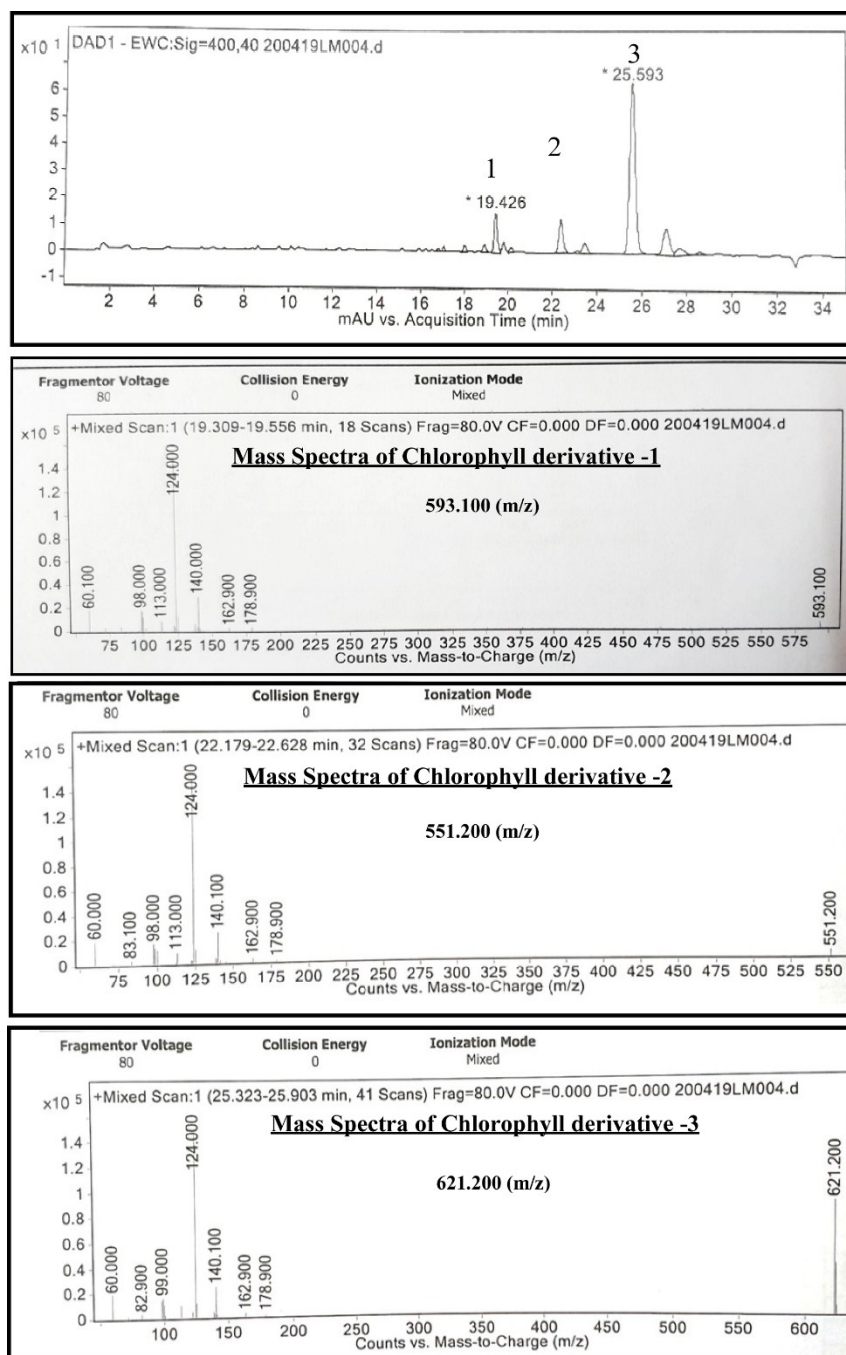 DAD1 - EWC:Sig=400,40 200419LM004.d
x10 1
3
* 25.593
2
1
* 19.426
6
5
4
3
2
1
0
-1
2 4 6 8 10 12 14 16 18 20 22 24 26 28 30 32 34
mAU vs. Acquisition Time (min)
Fragmentor Voltage Collision Energy Ionization Mode
80 0 Mixed
x10 5 +Mixed Scan:1 (19.309-19.556 min, 18 Scans) Frag=80.0V CF=0.000 DF=0.000 200419LM004.d
Mass Spectra of Chlorophyll derivative -1
593.100 (m/z)
1.4
1.2
1
0.8
0.6
0.4
0.2
0
60.100 98.000 113.000 124.000 140.000 162.900 178.900 593.100
75 100 125 150 175 200 225 250 275 300 325 350 375 400 425 450 475 500 525 550 575
Counts vs. Mass-to-Charge (m/z)
Fragmentor Voltage Collision Energy Ionization Mode
80 0 Mixed
x10 5 +Mixed Scan:1 (22.179-22.628 min, 32 Scans) Frag=80.0V CF=0.000 DF=0.000 200419LM004.d
Mass Spectra of Chlorophyll derivative -2
551.200 (m/z)
1.4
1.2
1
0.8
0.6
0.4
0.2
0
60.000 83.100 98.000 113.000 124.000 140.100 162.900 178.900 551.200
75 100 125 150 175 200 225 250 275 300 325 350 375 400 425 450 475 500 525 550
Counts vs. Mass-to-Charge (m/z)
Fragmentor Voltage Collision Energy Ionization Mode
80 0 Mixed
x10 5 +Mixed Scan:1 (25.323-25.903 min, 41 Scans) Frag=80.0V CF=0.000 DF=0.000 200419LM004.d
Mass Spectra of Chlorophyll derivative -3
621.200 (m/z)
1.4
1.2
1
0.8
0.6
0.4
0.2
0
60.000 82.900 99.000 124.000 140.100 162.900 178.900 621.200
100 150 200 250 300 350 400 450 500 550 600
Counts vs. Mass-to-Charge (m/z)